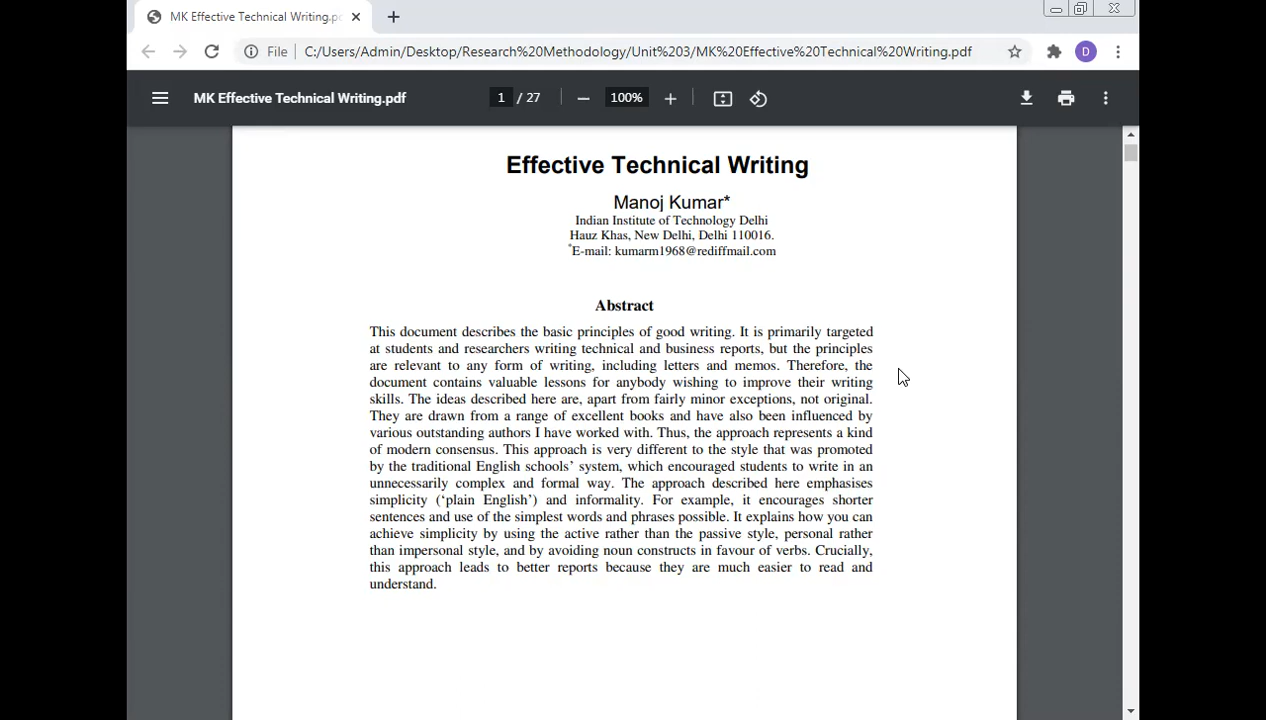 MK Effective Technical Writing.pd
File
C:/Users/Admin/Desktop/Research%20Methodology/Unit%203/MK%20Effective%20Technical%20Writing.pdf
D
MK Effective Technical Writing.pdf
1 / 27
100%
Effective Technical Writing
Manoj Kumar*
Indian Institute of Technology Delhi
Hauz Khas, New Delhi, Delhi 110016.
*E-mail: kumarm1968@rediffmail.com
Abstract
This document describes the basic principles of good writing. It is primarily targeted
at students and researchers writing technical and business reports, but the principles
are relevant to any form of writing, including letters and memos. Therefore, the
document contains valuable lessons for anybody wishing to improve their writing
skills. The ideas described here are, apart from fairly minor exceptions, not original.
They are drawn from a range of excellent books and have also been influenced by
various outstanding authors I have worked with. Thus, the approach represents a kind
of modern consensus. This approach is very different to the style that was promoted
by the traditional English schools’ system, which encouraged students to write in an
unnecessarily complex and formal way. The approach described here emphasises
simplicity (‘plain English’) and informality. For example, it encourages shorter
sentences and use of the simplest words and phrases possible. It explains how you can
achieve simplicity by using the active rather than the passive style, personal rather
than impersonal style, and by avoiding noun constructs in favour of verbs. Crucially,
this approach leads to better reports because they are much easier to read and
understand.